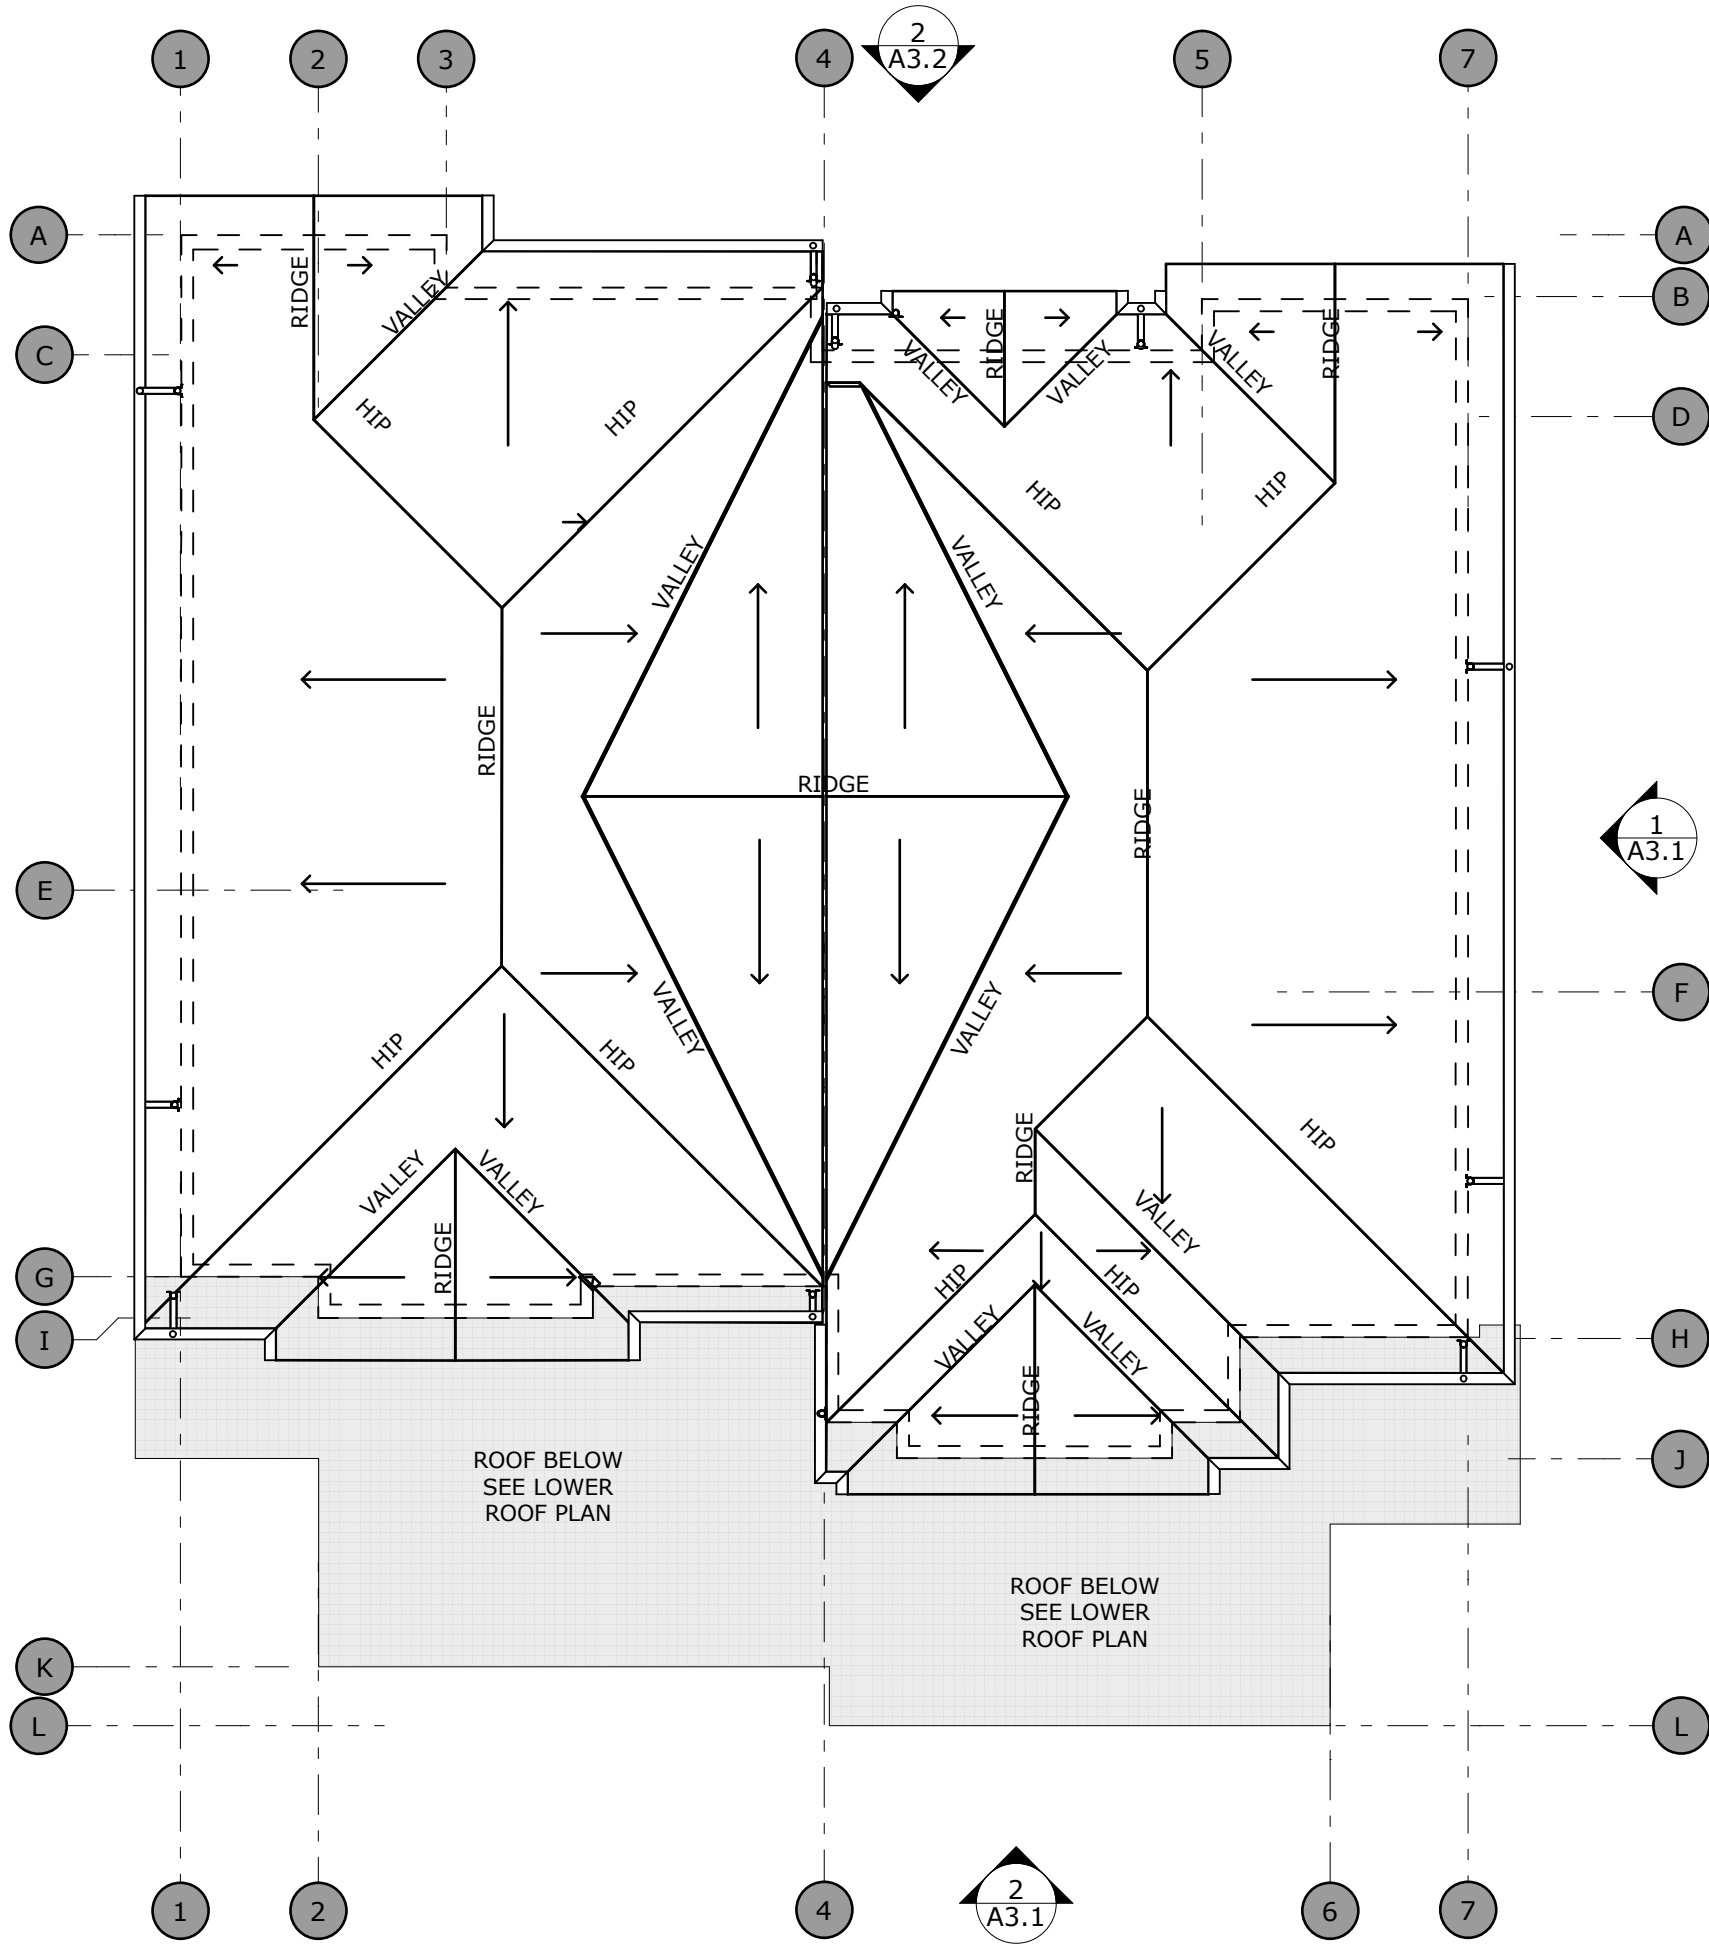 2
A3.2
1
2
3
4
5
7
A
A
B
RIDGE
VALLEY
RIDGE
RIDGE
C
VALLEY
VALLEY
VALLEY
HIP
HIP
D
HIP
HIP
VALLEY
VALLEY
RIDGE
RIDGE
RIDGE
1
A3.1
E
F
VALLEY
VALLEY
HIP
HIP
HIP
RIDGE
VALLEY
VALLEY
VALLEY
RIDGE
G
HIP
HIP
I
H
VALLEY
VALLEY
RIDGE
J
ROOF BELOW
SEE LOWER
ROOF PLAN
ROOF BELOW
SEE LOWER
ROOF PLAN
K
L
L
1
2
4
2
A3.1
6
7